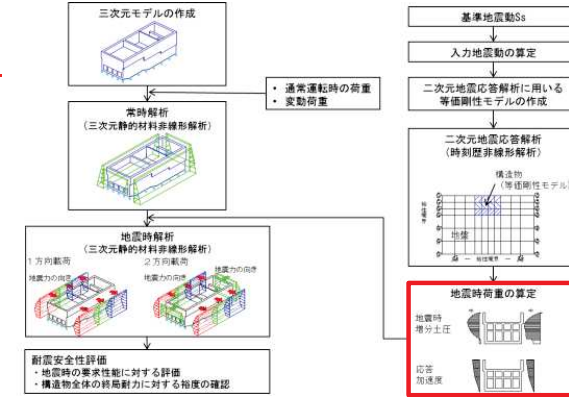 三次元モデルの作成
・ 通常運転時の荷重
・ 変動荷重
常時解析
(三次元静的材料非線形解析)
地震時解析
(三次元静的材料非線形解析)
1方向載荷
2方向載荷
地震力の向き
地震力の向き
地震力の向き
耐震安全性評価
・地震時の要求性能に対する評価
・構造物全体の終局耐力に対する裕度の確認
基準地震動Ss
入力地震動の算定
二次元地震応答解析に用いる
等価剛性モデルの作成
二次元地震応答解析
(時刻歴非線形解析)
構造物
(等価剛性モデル)
地盤
粘性境界
地震時荷重の算定
地震時
増分土圧
応答
加速度